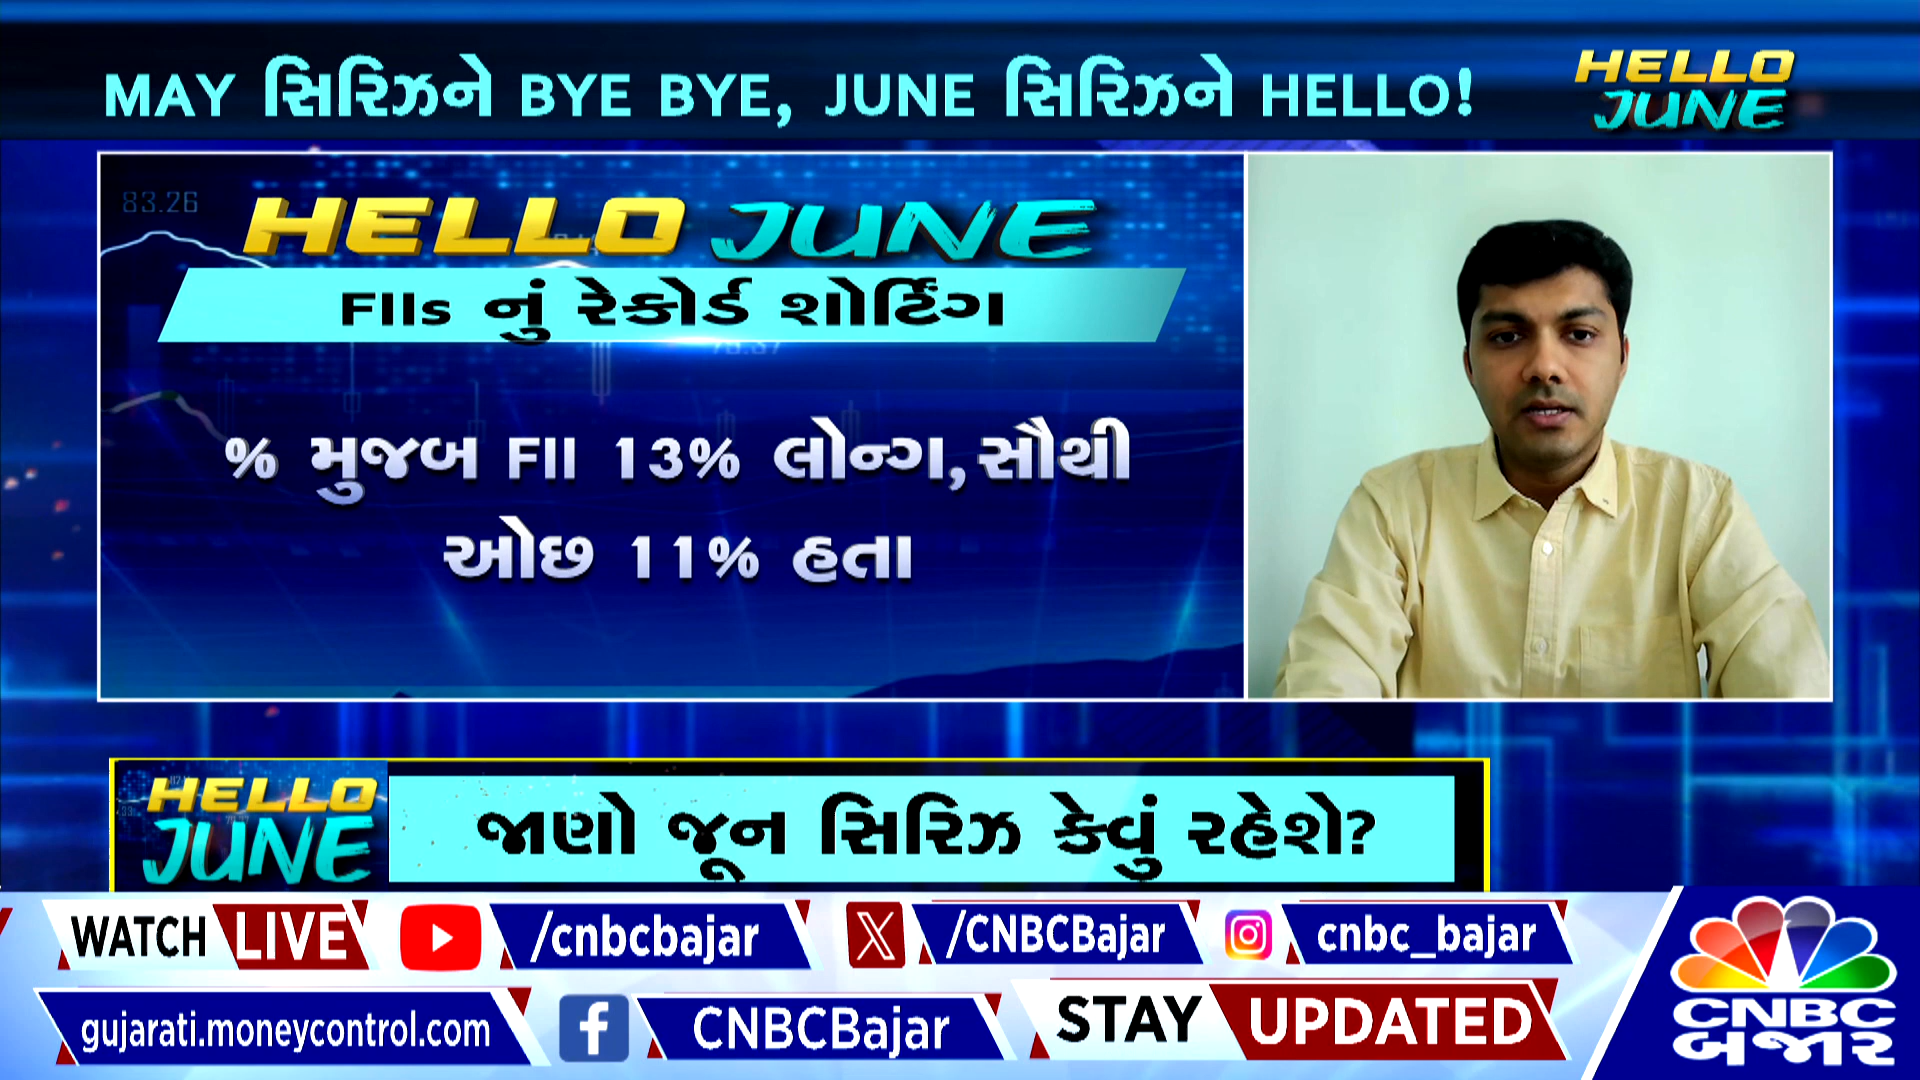 MAY સિરિઝને BYE BYE, JUNE સિરિઝને HELLO!
HELLO
JUNE
83.26
HELLO JUNE
FIIs નું રેકોર્ડ શોર્ટિંગ
% મુજબ FII 13% લોન્ગ, સૌથી
ઓછ 11% હતા
HELLO
JUNE
જાણો જૂન સિરિઝ કેવું રહેશે?
WATCH LIVE /cnbcbajar /CNBCBajar cnbc_bajar
gujarati.moneycontrol.com CNBCBajar STAY UPDATED
CNBC
બજાર